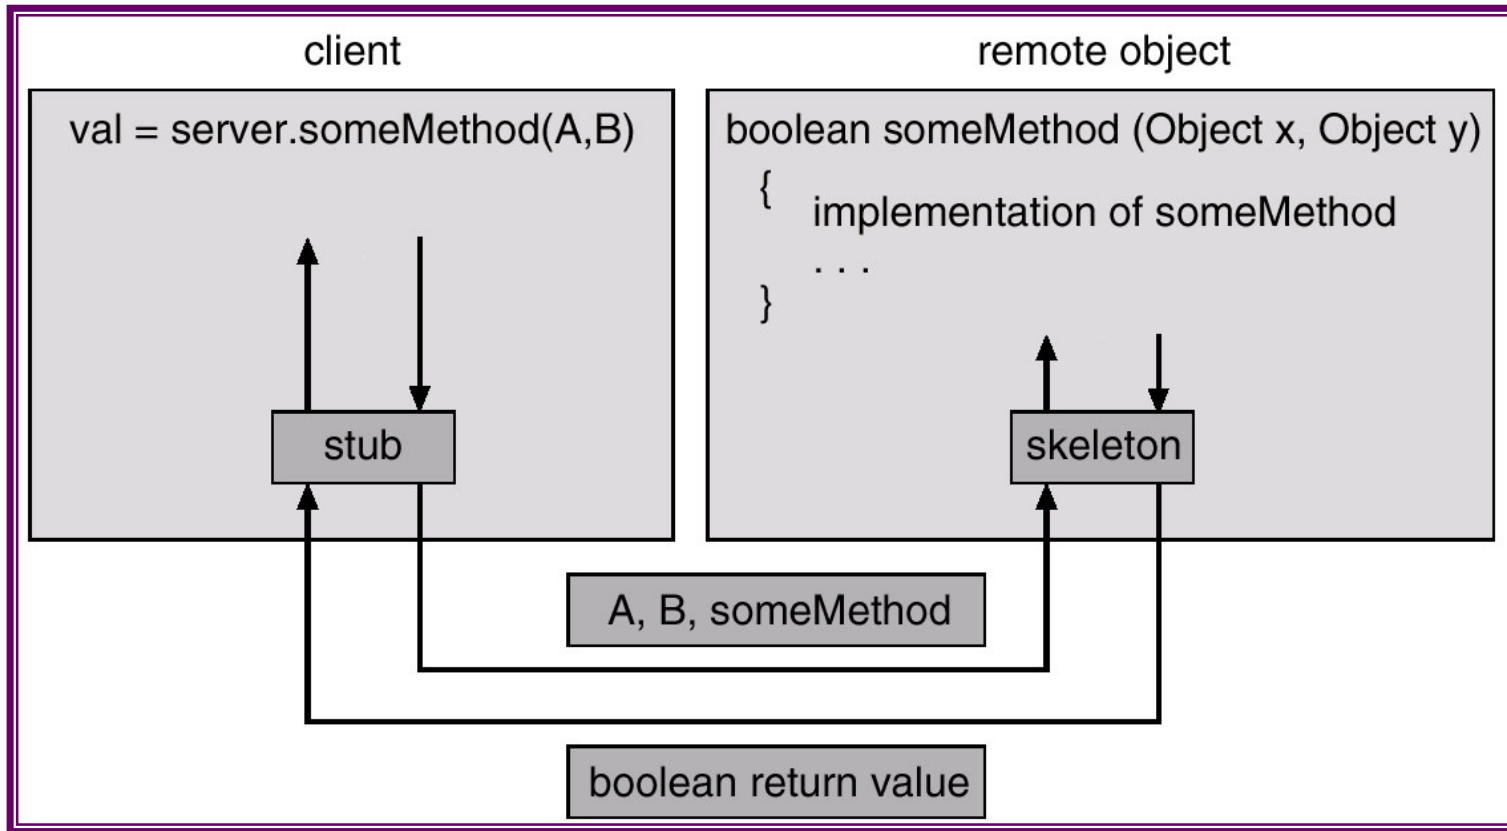 client
val = server.someMethod(A,B)
stub
remote object
boolean someMethod (Object x, Object y)
{
implementation of someMethod
. . .
}
skeleton
A, B, someMethod
boolean return value